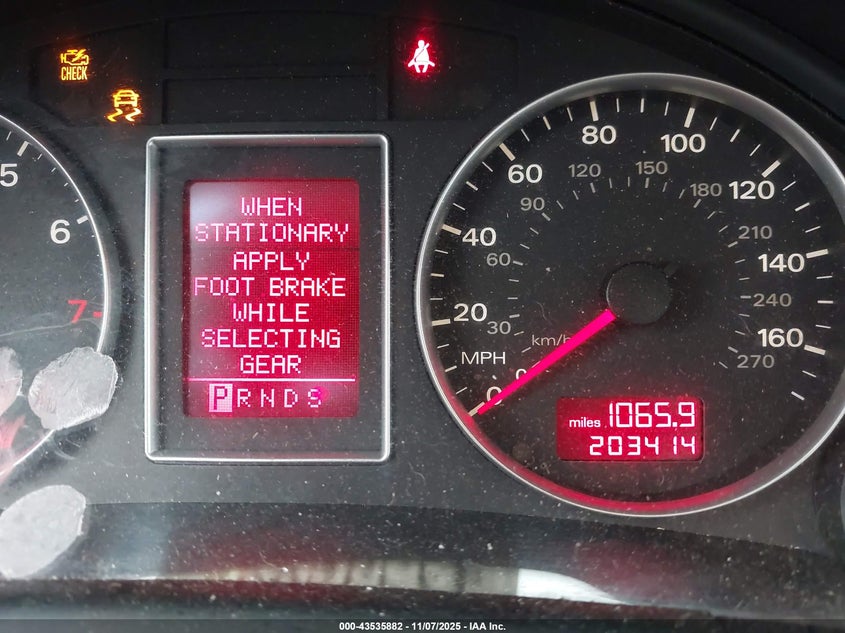 CHECK
5
6
7
WHEN
STATIONARY
APPLY
FOOT BRAKE
WHILE
SELECTING
GEAR
P R N D S
0
20
40
60
80
100
120
140
160
MPH
30
60
90
120
150
180
210
240
270
km/h
miles 1065.9
203414
000-43535882 - 11/07/2025 - IAA Inc.